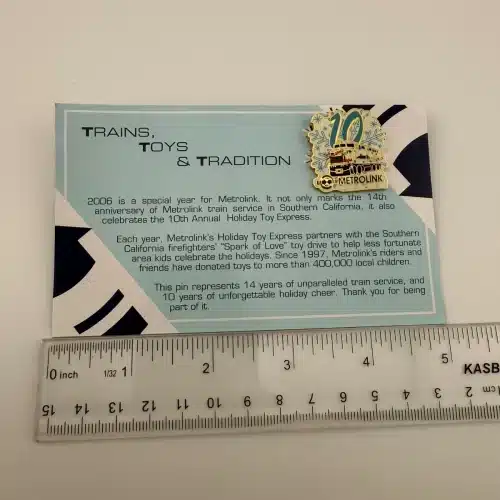 TRAINS,
TOYS
& TRADITION
10
METROLINK
2006 is a special year for Metrolink. It not only marks the 14th
anniversary of Metrolink train service in Southern California, it also
celebrates the 10th Annual Holiday Toy Express.
Each year, Metrolink's Holiday Toy Express partners with the Southern
California firefighters' "Spark of Love" toy drive to help less fortunate
area kids celebrate the holidays. Since 1997, Metrolink's riders and
friends have donated toys to more than 400,000 local children.
This pin represents 14 years of unparalleled train service, and
10 years of unforgettable holiday cheer. Thank you for being
part of it.
0 inch 1/32 1 2 3 4 5 KASB
15 14 13 12 11 10 9 8 7 6 5 4 3 2 cm